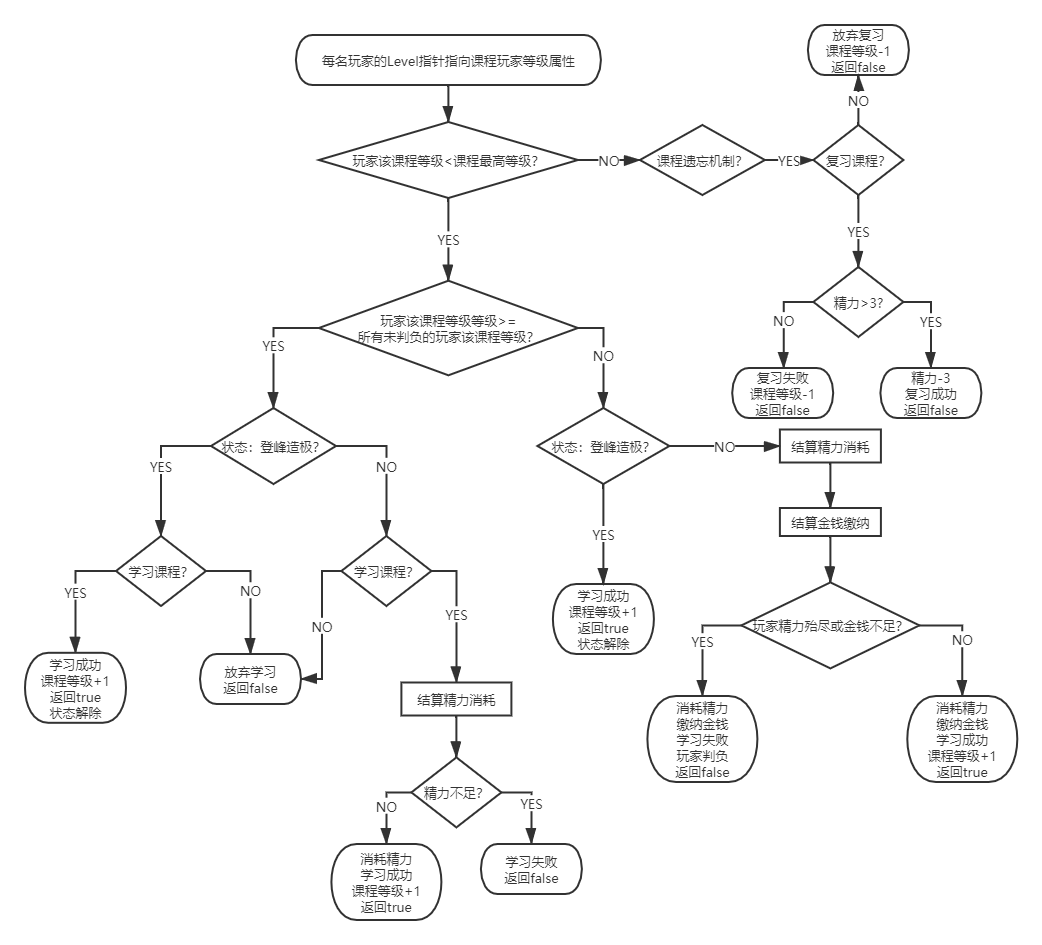 每名玩家的Level指针指向课程玩家等级属性
放弃复习
课程等级-1
返回false
NO
玩家该课程等级<课程最高等级?
NO
课程遗忘机制?
YES
复习课程?
YES
YES
精力>3?
NO
YES
复习失败
课程等级-1
返回false
精力-3
复习成功
返回false
玩家该课程等级等级>=
所有未判负的玩家该课程等级?
YES
NO
状态：登峰造极?
YES
NO
状态：登峰造极?
NO
结算精力消耗
结算金钱缴纳
YES
学习课程?
YES
NO
学习课程?
NO
YES
学习成功
课程等级+1
返回true
状态解除
玩家精力殆尽或金钱不足?
YES
NO
学习成功
课程等级+1
返回true
状态解除
放弃学习
返回false
结算精力消耗
消耗精力
缴纳金钱
学习失败
玩家判负
返回false
消耗精力
缴纳金钱
学习成功
课程等级+1
返回true
精力不足?
NO
YES
消耗精力
学习成功
课程等级+1
返回true
学习失败
返回false